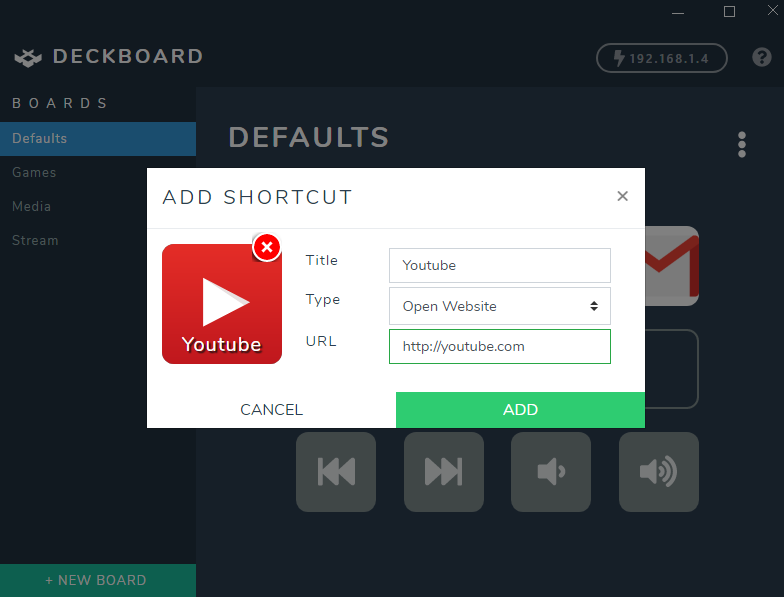 DECKBOARD
192.168.1.4
?
BOARDS
Defaults
Games
Media
Stream
+ NEW BOARD
DEFAULTS
ADD SHORTCUT
Youtube
Title
Youtube
Type
Open Website
URL
http://youtube.com
CANCEL
ADD